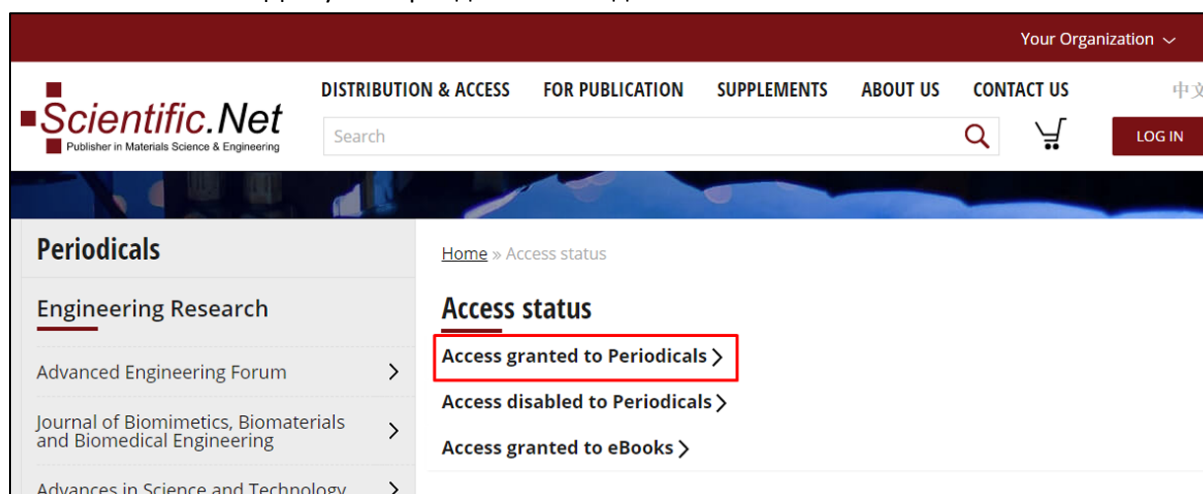 Your Organization
DISTRIBUTION & ACCESS FOR PUBLICATION SUPPLEMENTS ABOUT US CONTACT US 中文
Scientific.Net
Publisher in Materials Science & Engineering
Search
LOG IN
Periodicals
Home » Access status
Engineering Research
Access status
Access granted to Periodicals
Advanced Engineering Forum
Access disabled to Periodicals
Journal of Biomimetics, Biomaterials
and Biomedical Engineering
Access granted to eBooks
Advances in Science and Technology